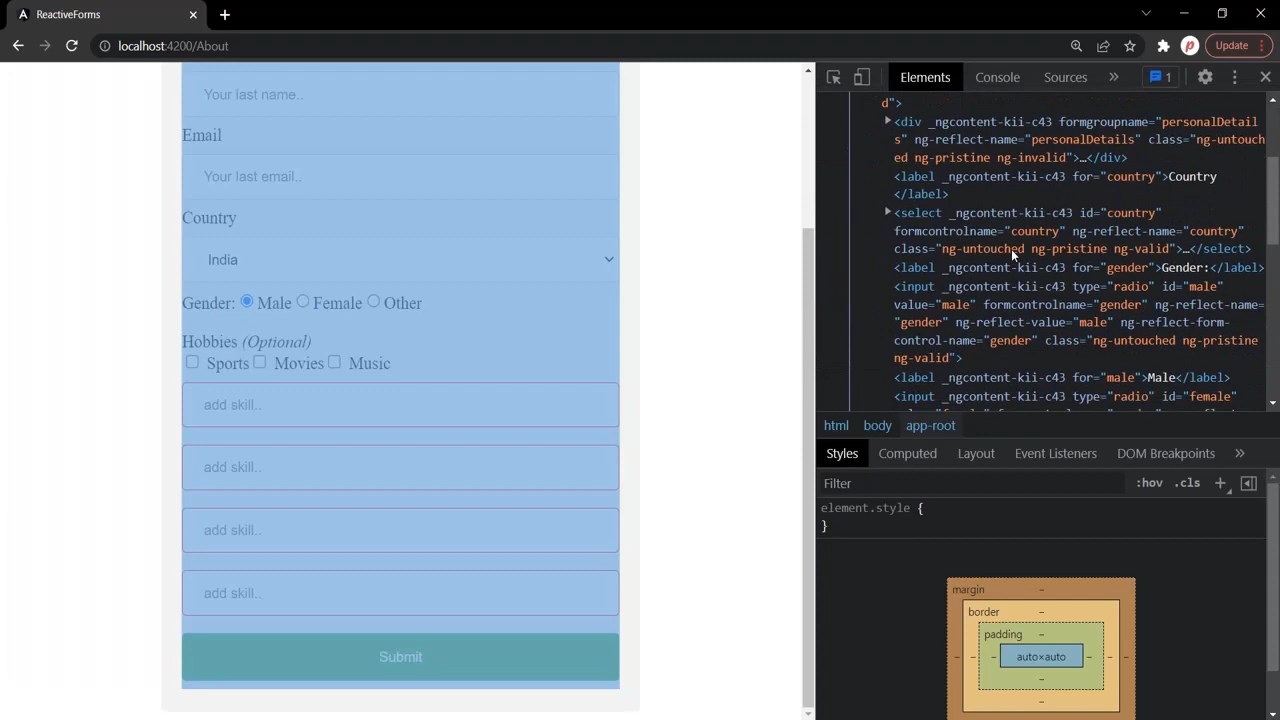 ReactiveForms
localhost:4200/About
Update
Your last name..
Email
Your last email..
Country
India
Gender: Male Female Other
Hobbies (Optional)
Sports Movies Music
add skill..
add skill..
add skill..
add skill..
Submit
Elements Console Sources » 1
d">
<div _ngcontent-kii-c43 formgroupname="personalDetail
s" ng-reflect-name="personalDetails" class="ng-untouch
ed ng-pristine ng-invalid">…</div>
<label _ngcontent-kii-c43 for="country">Country
</label>
<select _ngcontent-kii-c43 id="country"
formcontrolname="country" ng-reflect-name="country"
class="ng-untouched ng-pristine ng-valid">…</select>
<label _ngcontent-kii-c43 for="gender">Gender:</label>
<input _ngcontent-kii-c43 type="radio" id="male"
value="male" formcontrolname="gender" ng-reflect-name=
"gender" ng-reflect-value="male" ng-reflect-form-
control-name="gender" class="ng-untouched ng-pristine
ng-valid">
<label _ngcontent-kii-c43 for="male">Male</label>
<input _ngcontent-kii-c43 type="radio" id="female"
html body app-root
Styles Computed Layout Event Listeners DOM Breakpoints »
Filter :hov .cls +
element.style {
}
margin –
border –
padding –
– – – auto×auto – – –
–
–